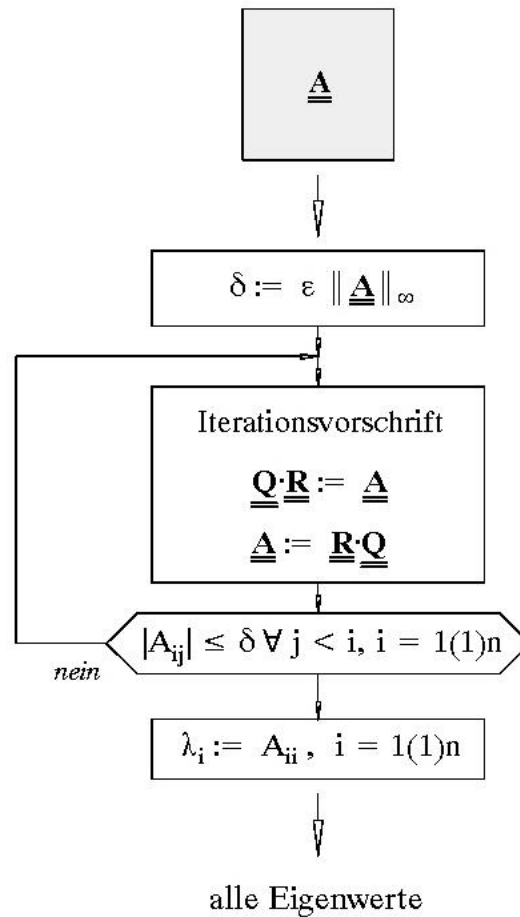 A
δ := ε ‖ A ‖∞
Iterationsvorschrift
Q·R := A
A := R·Q
|Aij| ≤ δ ∀ j < i, i = 1(1)n
nein
λi := Aii , i = 1(1)n
alle Eigenwerte